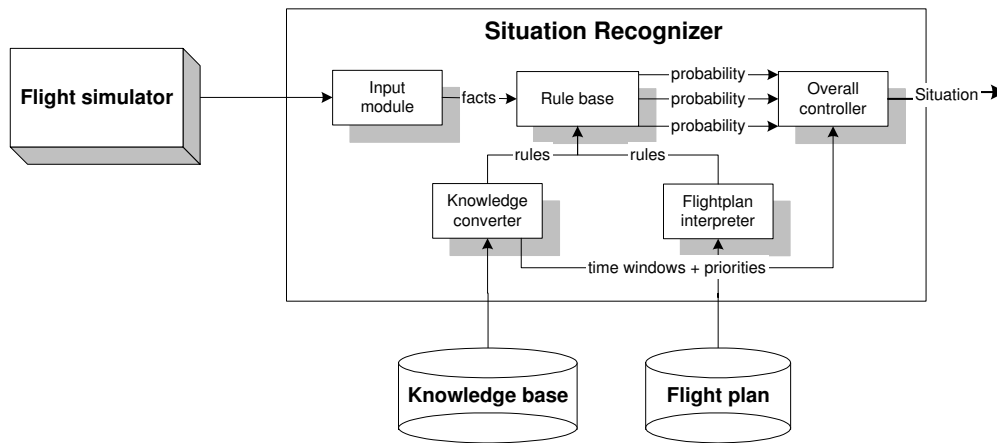 Situation Recognizer
Flight simulator
Input
module
facts
Rule base
probability
probability
probability
Overall
controller
Situation
rules
rules
Knowledge
converter
Flightplan
interpreter
time windows + priorities
Knowledge base
Flight plan